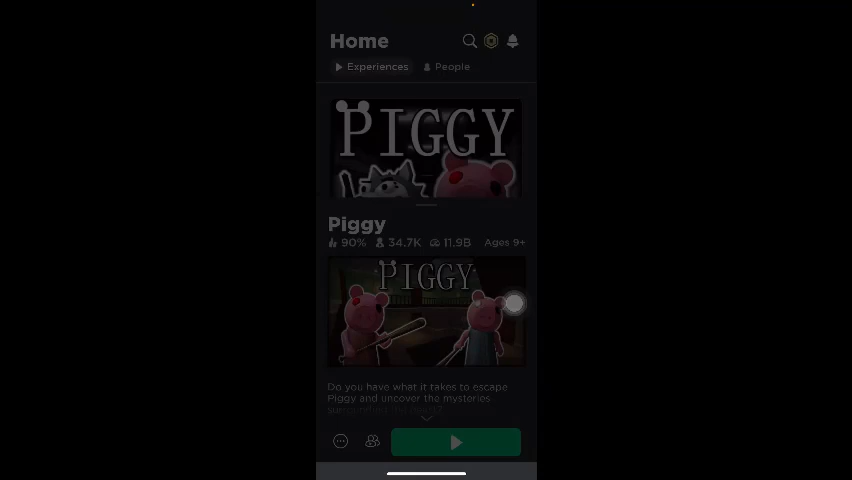 Home
Experiences People
PIGGY
Piggy
90% 34.7K 11.9B Ages 9+
PIGGY
Do you have what it takes to escape
Piggy and uncover the mysteries